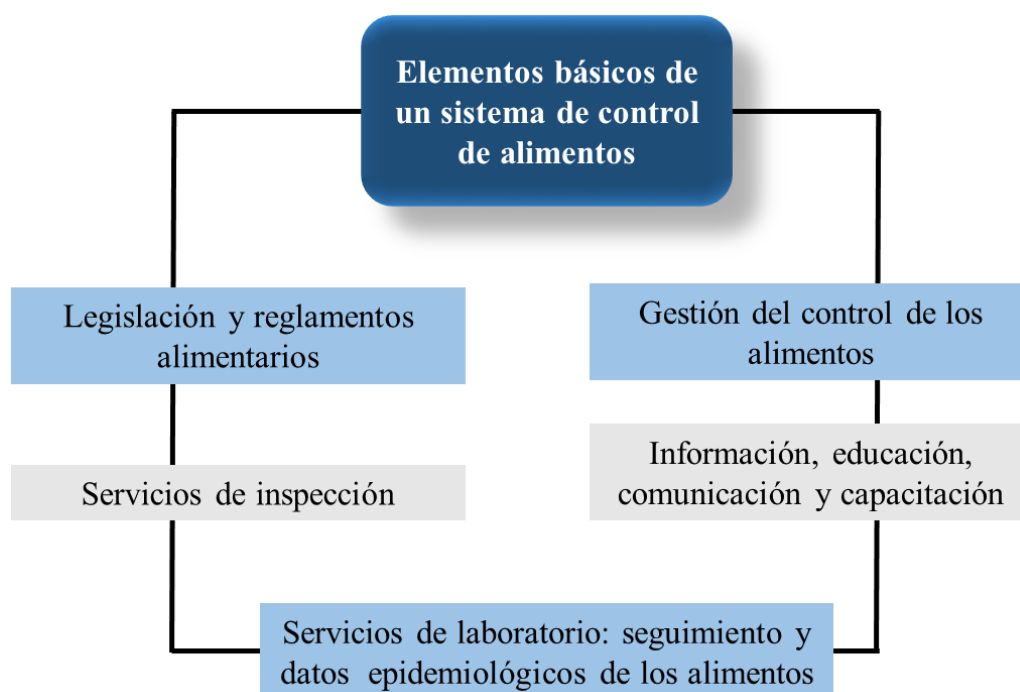 Elementos básicos de
un sistema de control
de alimentos
Legislación y reglamentos
alimentarios
Gestión del control de los
alimentos
Servicios de inspección
Información, educación,
comunicación y capacitación
Servicios de laboratorio: seguimiento y
datos epidemiológicos de los alimentos